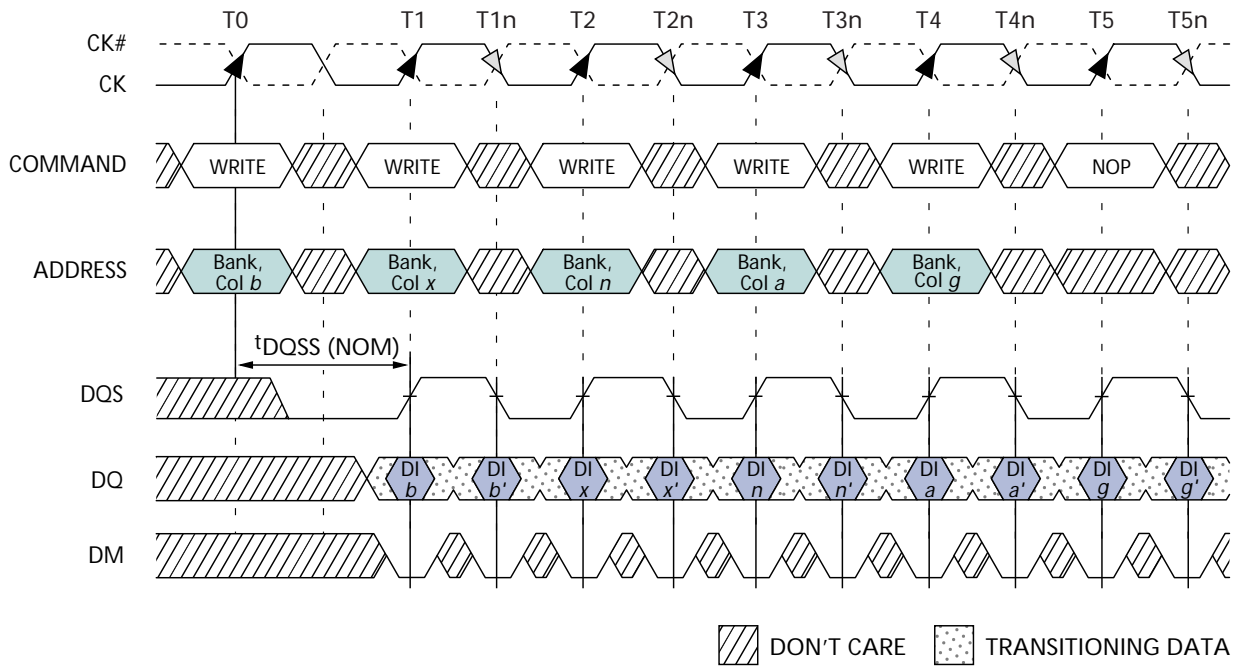 T0 T1 T1n T2 T2n T3 T3n T4 T4n T5 T5n
CK#
CK
COMMAND WRITE WRITE WRITE WRITE WRITE NOP
ADDRESS Bank, Col b Bank, Col x Bank, Col n Bank, Col a Bank, Col g
tDQSS (NOM)
DQS
DQ DI b DI b' DI x DI x' DI n DI n' DI a DI a' DI g DI g'
DM
DON'T CARE TRANSITIONING DATA